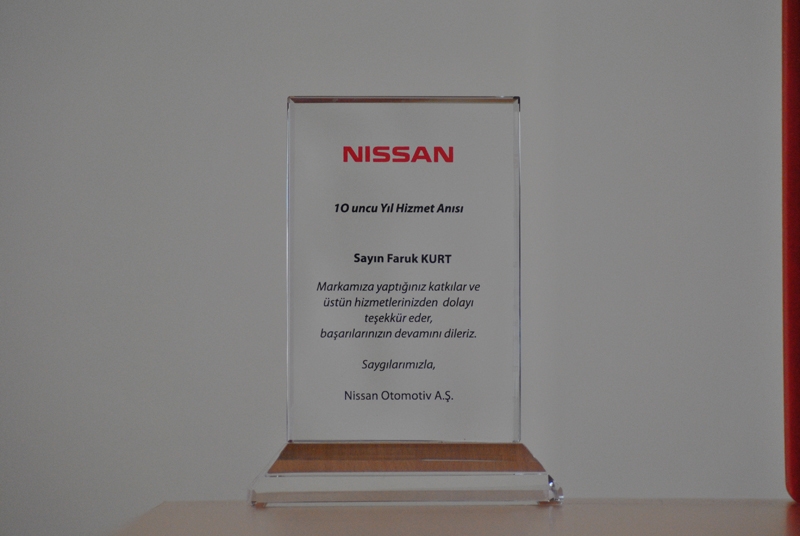 NISSAN
10 uncu Yıl Hizmet Anısı
Sayın Faruk KURT
Markamıza yaptığınız katkılar ve
üstün hizmetlerinizden dolayı
teşekkür eder,
başarılarınızın devamını dileriz.
Saygılarımızla,
Nissan Otomotiv A.Ş.